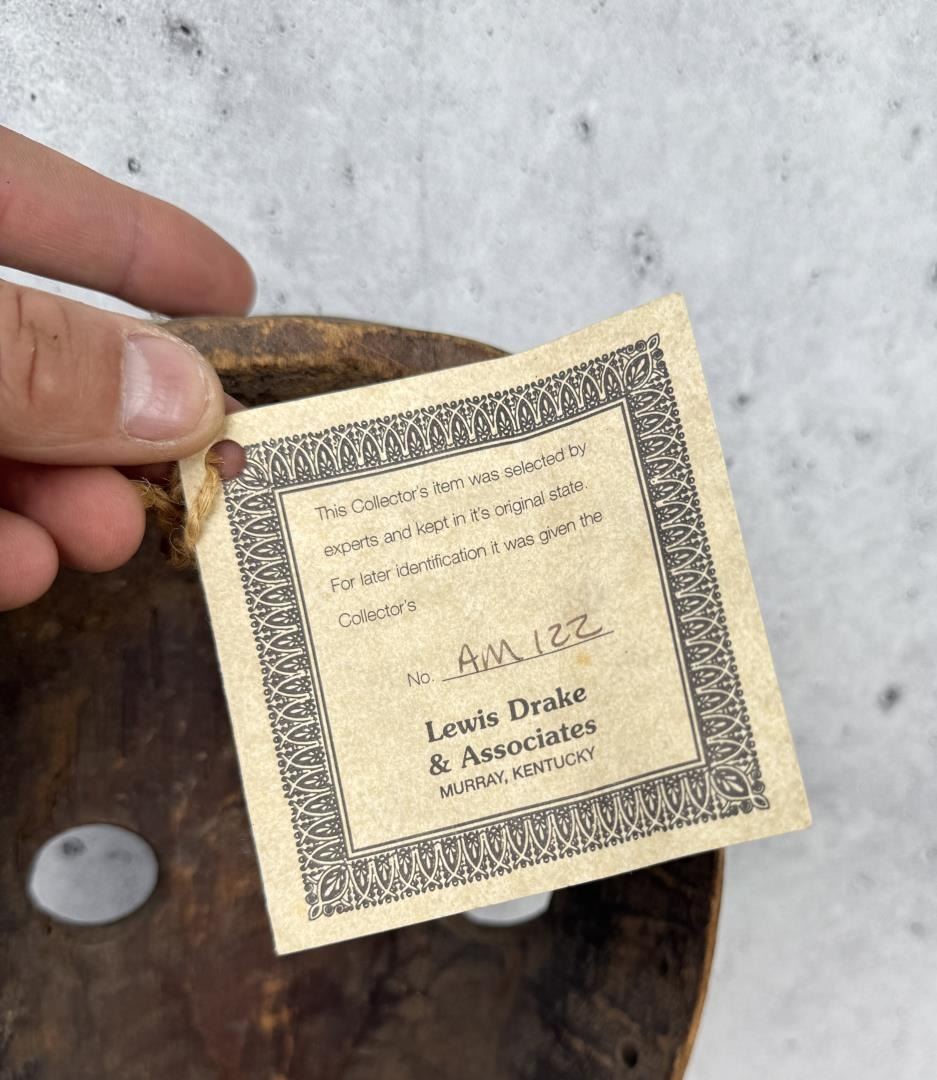 This Collector's item was selected by
experts and kept in it's original state.
For later identification it was given the
Collector's
No. AM 122
Lewis Drake
& Associates
MURRAY, KENTUCKY